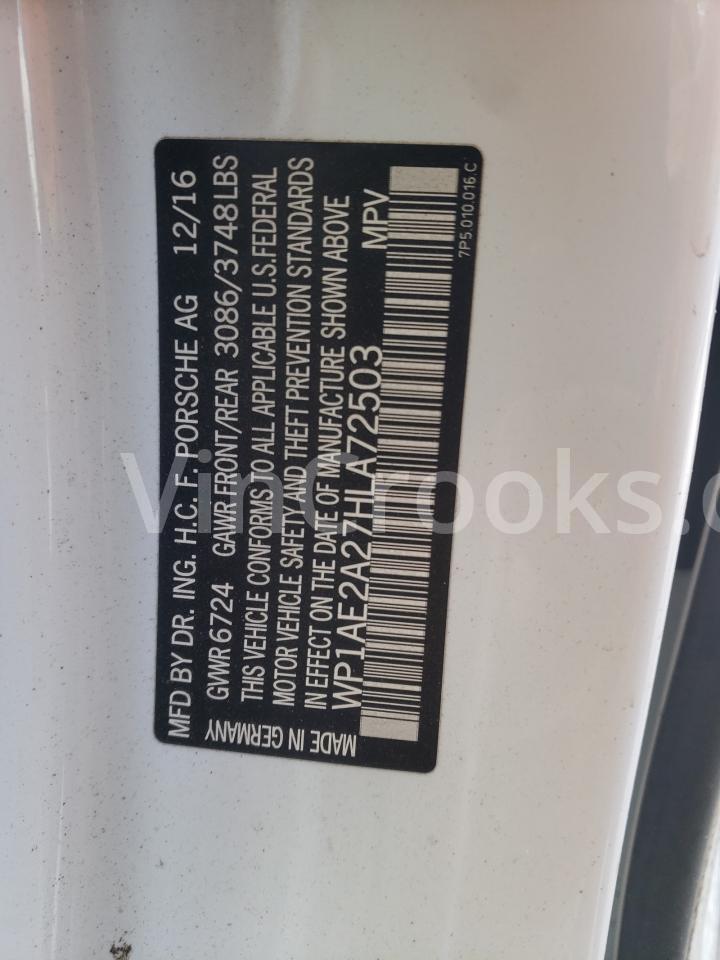 MFD BY DR. ING. H.C. F. PORSCHE AG 12/16
GVWR 6724 GAWR FRONT/REAR 3086/3748 LBS
THIS VEHICLE CONFORMS TO ALL APPLICABLE U.S.FEDERAL
MOTOR VEHICLE SAFETY AND THEFT PREVENTION STANDARDS
IN EFFECT ON THE DATE OF MANUFACTURE SHOWN ABOVE
WP1AE2A27HLA72503 MPV
MADE IN GERMANY
7P5.010.016.C
VinCrooks.c